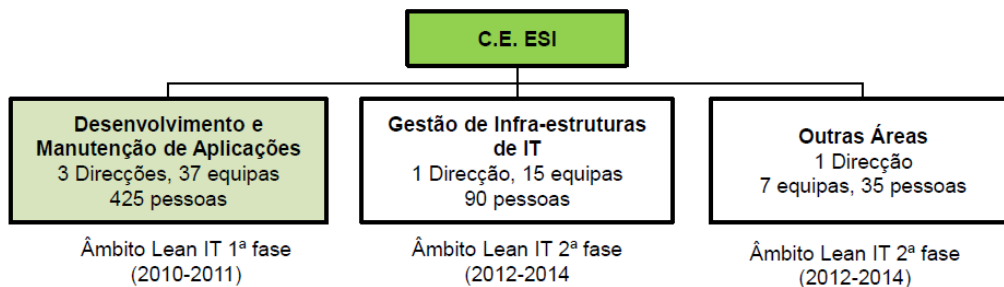 C.E. ESI
Desenvolvimento e
Manutenção de Aplicações
3 Direcções, 37 equipas
425 pessoas
Gestão de Infra-estruturas
de IT
1 Direcção, 15 equipas
90 pessoas
Outras Áreas
1 Direcção
7 equipas, 35 pessoas
Âmbito Lean IT 1ª fase
(2010-2011)
Âmbito Lean IT 2ª fase
(2012-2014
Âmbito Lean IT 2ª fase
(2012-2014)